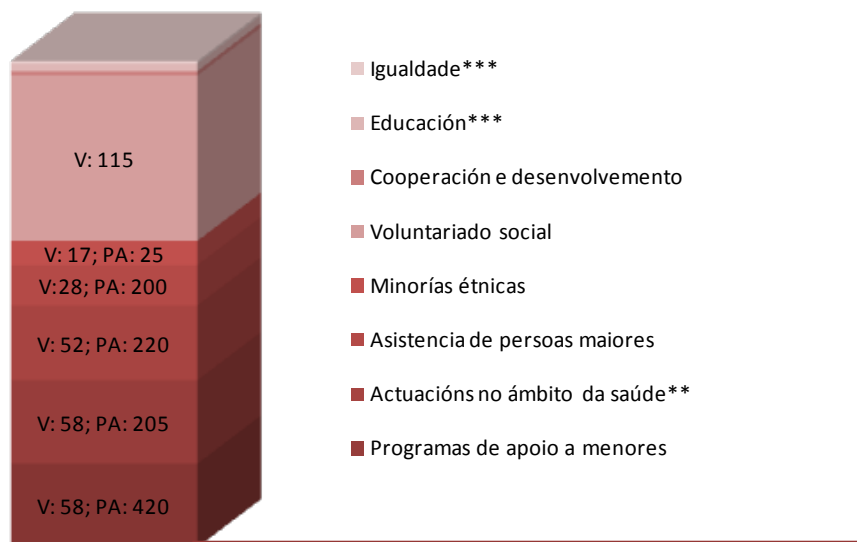 V: 115
V: 17; PA: 25
V:28; PA: 200
V: 52; PA: 220
V: 58; PA: 205
V: 58; PA: 420
Igualdade***
Educación***
Cooperación e desenvolvemento
Voluntariado social
Minorías étnicas
Asistencia de persoas maiores
Actuacións no ámbito da saúde**
Programas de apoio a menores